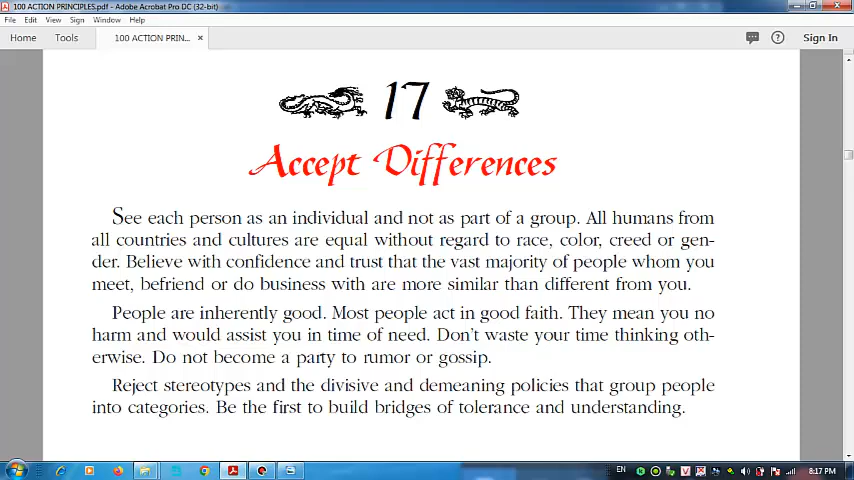 100 ACTION PRINCIPLES.pdf - Adobe Acrobat Pro DC (32-bit)
File Edit View Sign Window Help
Home Tools 100 ACTION PRIN... × Sign In
17
Accept Differences
See each person as an individual and not as part of a group. All humans from
all countries and cultures are equal without regard to race, color, creed or gen-
der. Believe with confidence and trust that the vast majority of people whom you
meet, befriend or do business with are more similar than different from you.
People are inherently good. Most people act in good faith. They mean you no
harm and would assist you in time of need. Don't waste your time thinking oth-
erwise. Do not become a party to rumor or gossip.
Reject stereotypes and the divisive and demeaning policies that group people
into categories. Be the first to build bridges of tolerance and understanding.
EN 8:17 PM